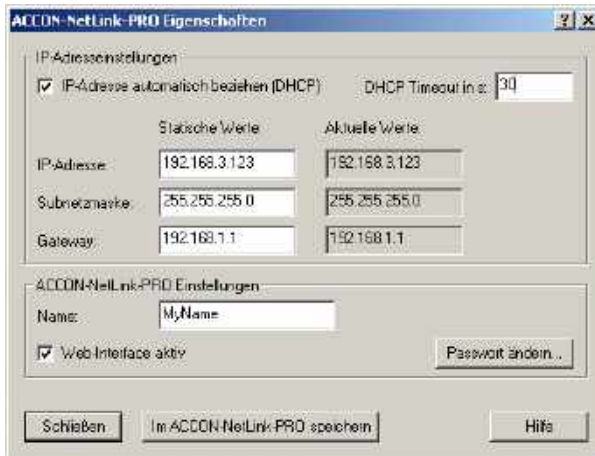 ACCON-NetLink-PRO Eigenschaften
IP-Adresseinstellungen
IP-Adresse automatisch beziehen (DHCP) DHCP Timeout in s: 30
Statische Werte: Aktuelle Werte:
IP-Adresse: 192.168.3.123 192.168.3.123
Subnetzmaske: 255.255.255.0 255.255.255.0
Gateway: 192.168.1.1 192.168.1.1
ACCON-NetLink-PRO Einstellungen
Name: MyName
Web-Interface aktiv Passwort ändern...
Schließen Im ACCON-NetLink-PRO speichern Hilfe